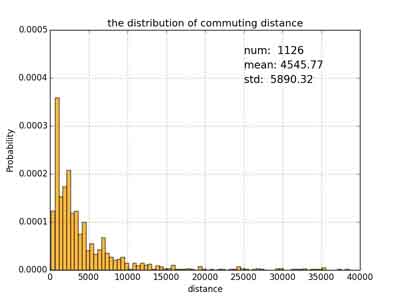 the distribution of commuting distance
0.0005
num: 1126
mean: 4545.77
std: 5890.32
0.0004
0.0003
0.0002
0.0001
0.0000
Probability
0 5000 10000 15000 20000 25000 30000 35000 40000
distance